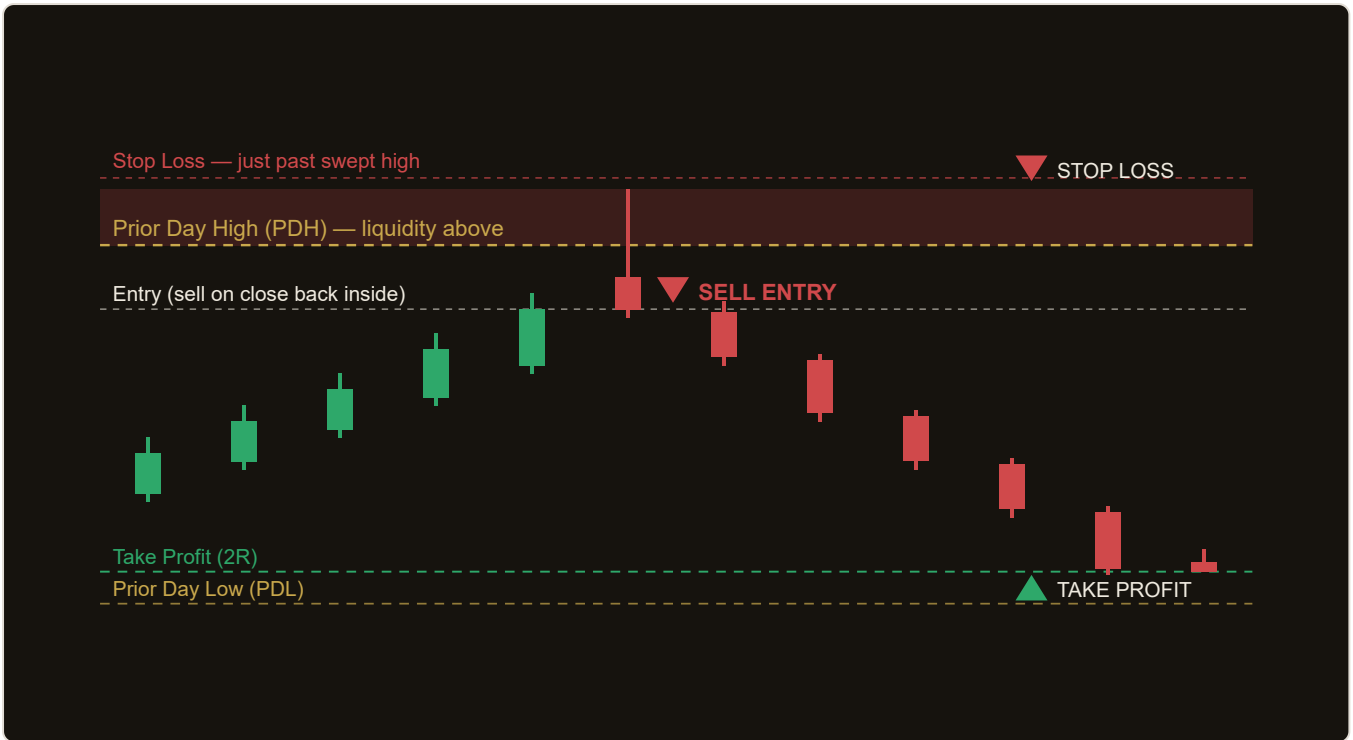 Stop Loss — just past swept high
STOP LOSS
Prior Day High (PDH) — liquidity above
Entry (sell on close back inside)
SELL ENTRY
Take Profit (2R)
Prior Day Low (PDL)
TAKE PROFIT